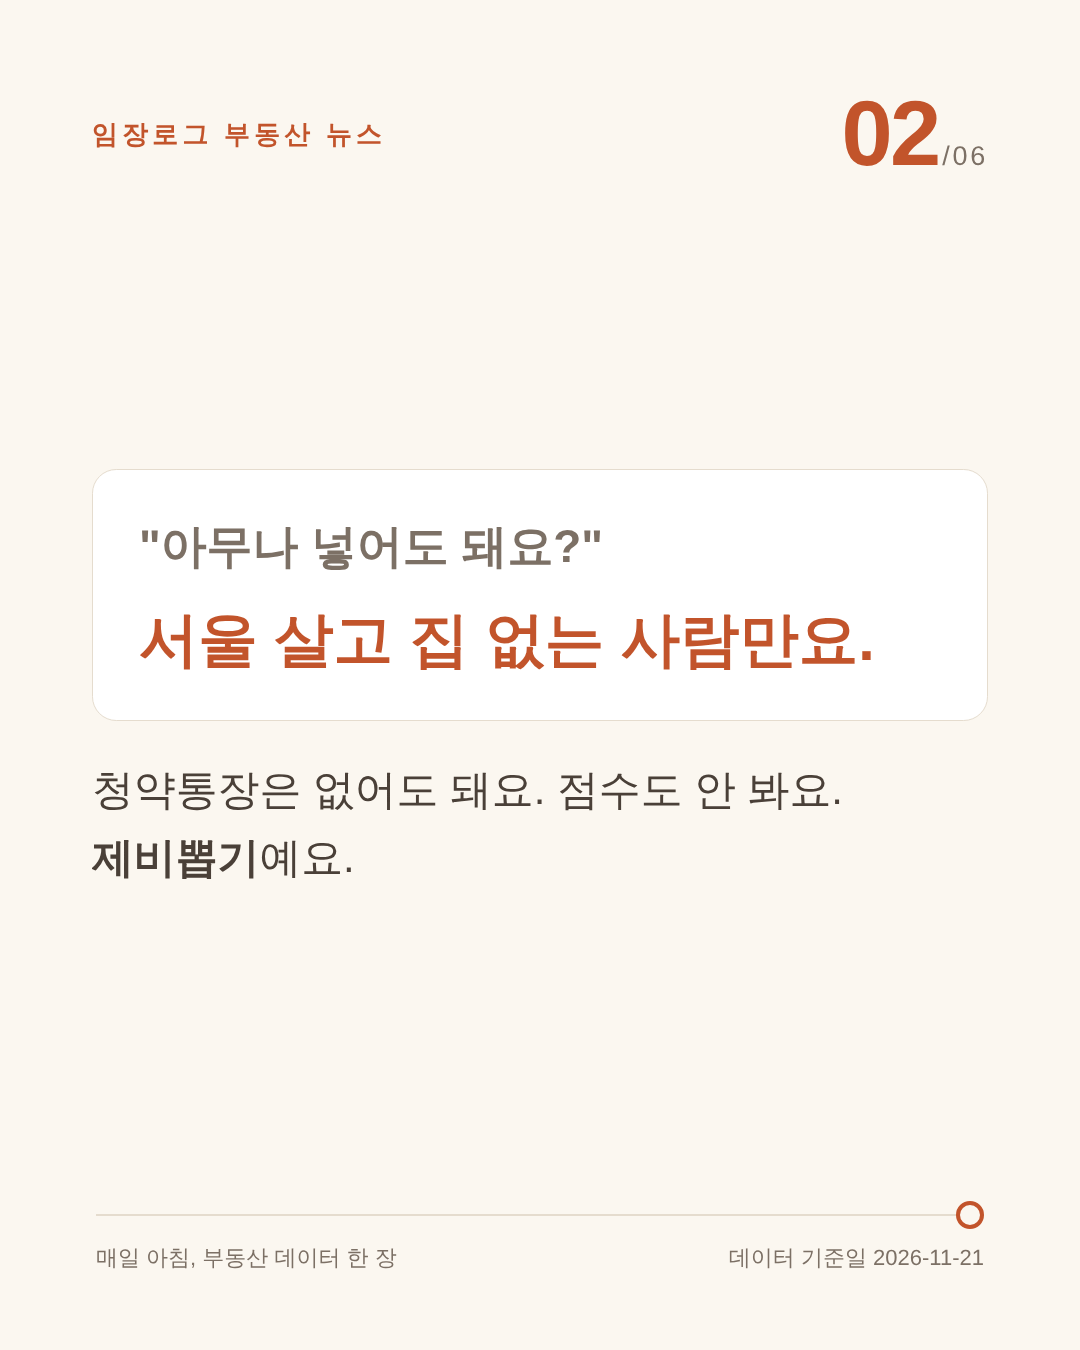 임장로그 부동산 뉴스
02/06
"아무나 넣어도 돼요?"
서울 살고 집 없는 사람만요.
청약통장은 없어도 돼요. 점수도 안 봐요.
제비뽑기예요.
매일 아침, 부동산 데이터 한 장
데이터 기준일 2026-11-21